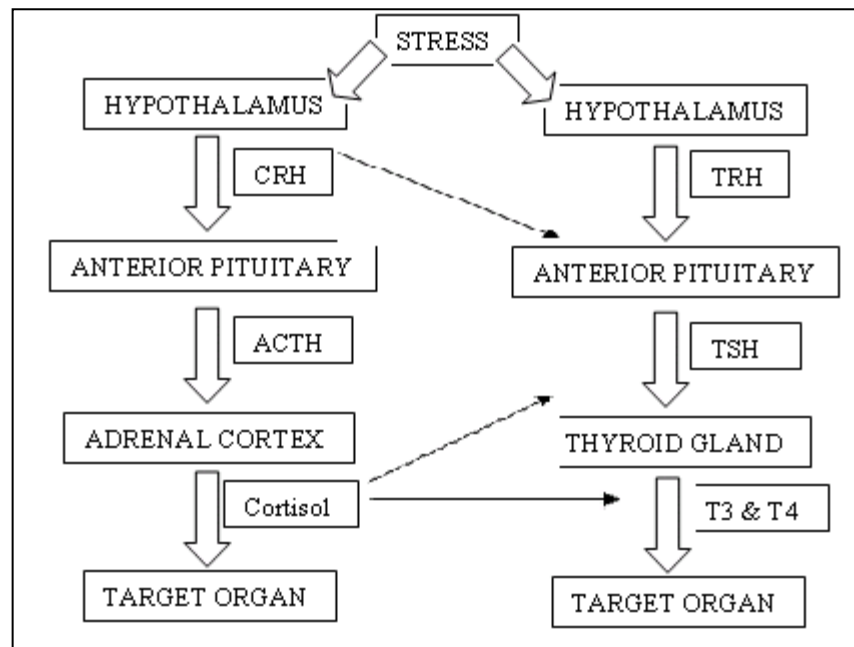 STRESS
HYPOTHALAMUS
HYPOTHALAMUS
CRH
TRH
ANTERIOR PITUITARY
ANTERIOR PITUITARY
ACTH
TSH
ADRENAL CORTEX
THYROID GLAND
Cortisol
T3 & T4
TARGET ORGAN
TARGET ORGAN